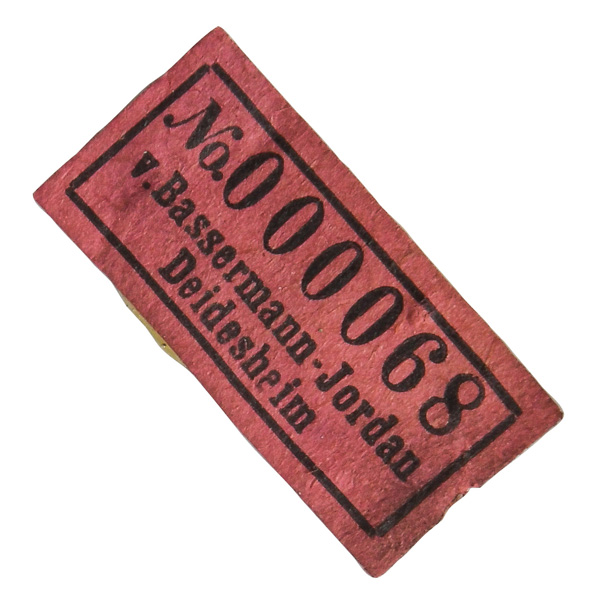 No. 000068
v. Bassermann-Jordan
Deidesheim